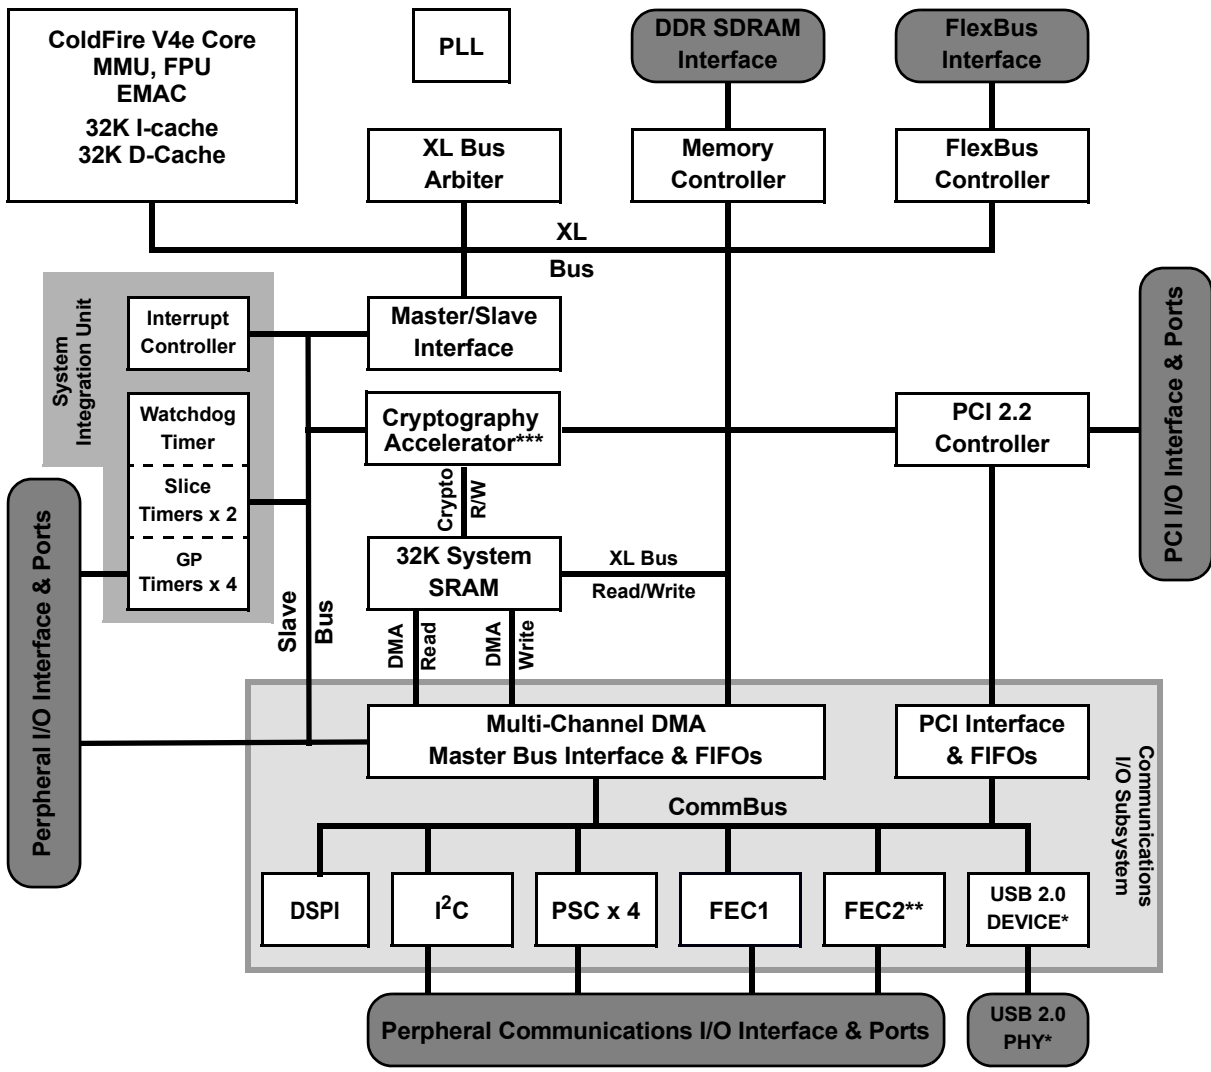 ColdFire V4e Core
MMU, FPU
EMAC
32K I-cache
32K D-Cache
PLL
DDR SDRAM
Interface
FlexBus
Interface
XL Bus
Arbiter
Memory
Controller
FlexBus
Controller
XL
Bus
System
Integration Unit
Interrupt
Controller
Master/Slave
Interface
Watchdog
Timer
Slice
Timers x 2
GP
Timers x 4
Cryptography
Accelerator***
PCI 2.2
Controller
PCI I/O Interface & Ports
Crypto
R/W
32K System
SRAM
XL Bus
Read/Write
Slave
Bus
DMA
Read
DMA
Write
Perpheral I/O Interface & Ports
Multi-Channel DMA
Master Bus Interface & FIFOs
PCI Interface
& FIFOs
Communications
I/O Subsystem
CommBus
DSPI
I2C
PSC x 4
FEC1
FEC2**
USB 2.0
DEVICE*
Perpheral Communications I/O Interface & Ports
USB 2.0
PHY*